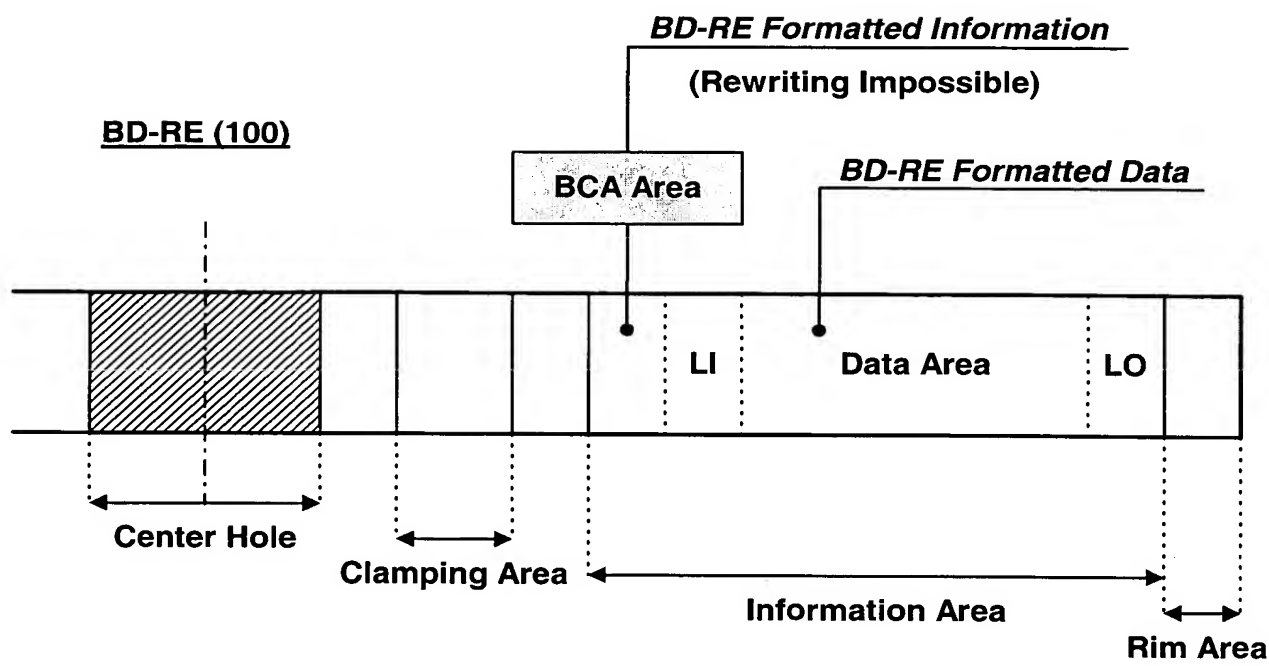 BD-RE Formatted Information
(Rewriting Impossible)
BD-RE (100)
BCA Area
BD-RE Formatted Data
LI
Data Area
LO
Center Hole
Clamping Area
Information Area
Rim Area